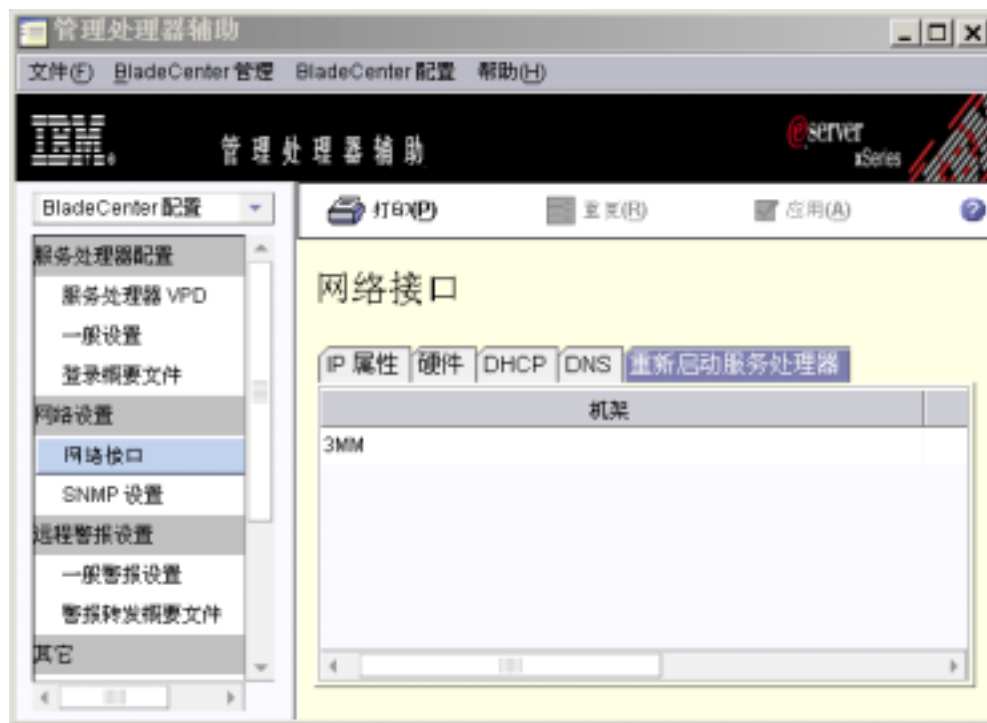 管理处理器辅助
文件(F) BladeCenter 管理 BladeCenter 配置 帮助(H)
IBM®
管理处理器辅助
eserver
xSeries
BladeCenter 配置
打印(P) 重复(R) 应用(A)
服务处理器配置
服务处理器 VPD
一般设置
登录概要文件
网络设置
网络接口
SNMP 设置
远程警报设置
一般警报设置
警报转发概要文件
其它
网络接口
IP 属性 硬件 DHCP DNS 重新启动服务处理器
机架
3MM